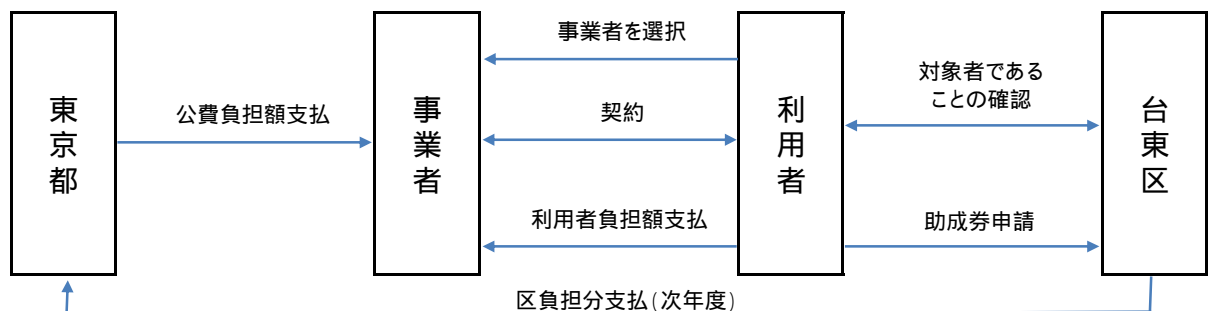 東京都
公費負担額支払
事業者
事業者を選択
契約
利用者負担額支払
利用者
対象者である
ことの確認
助成券申請
台東区
区負担分支払(次年度)